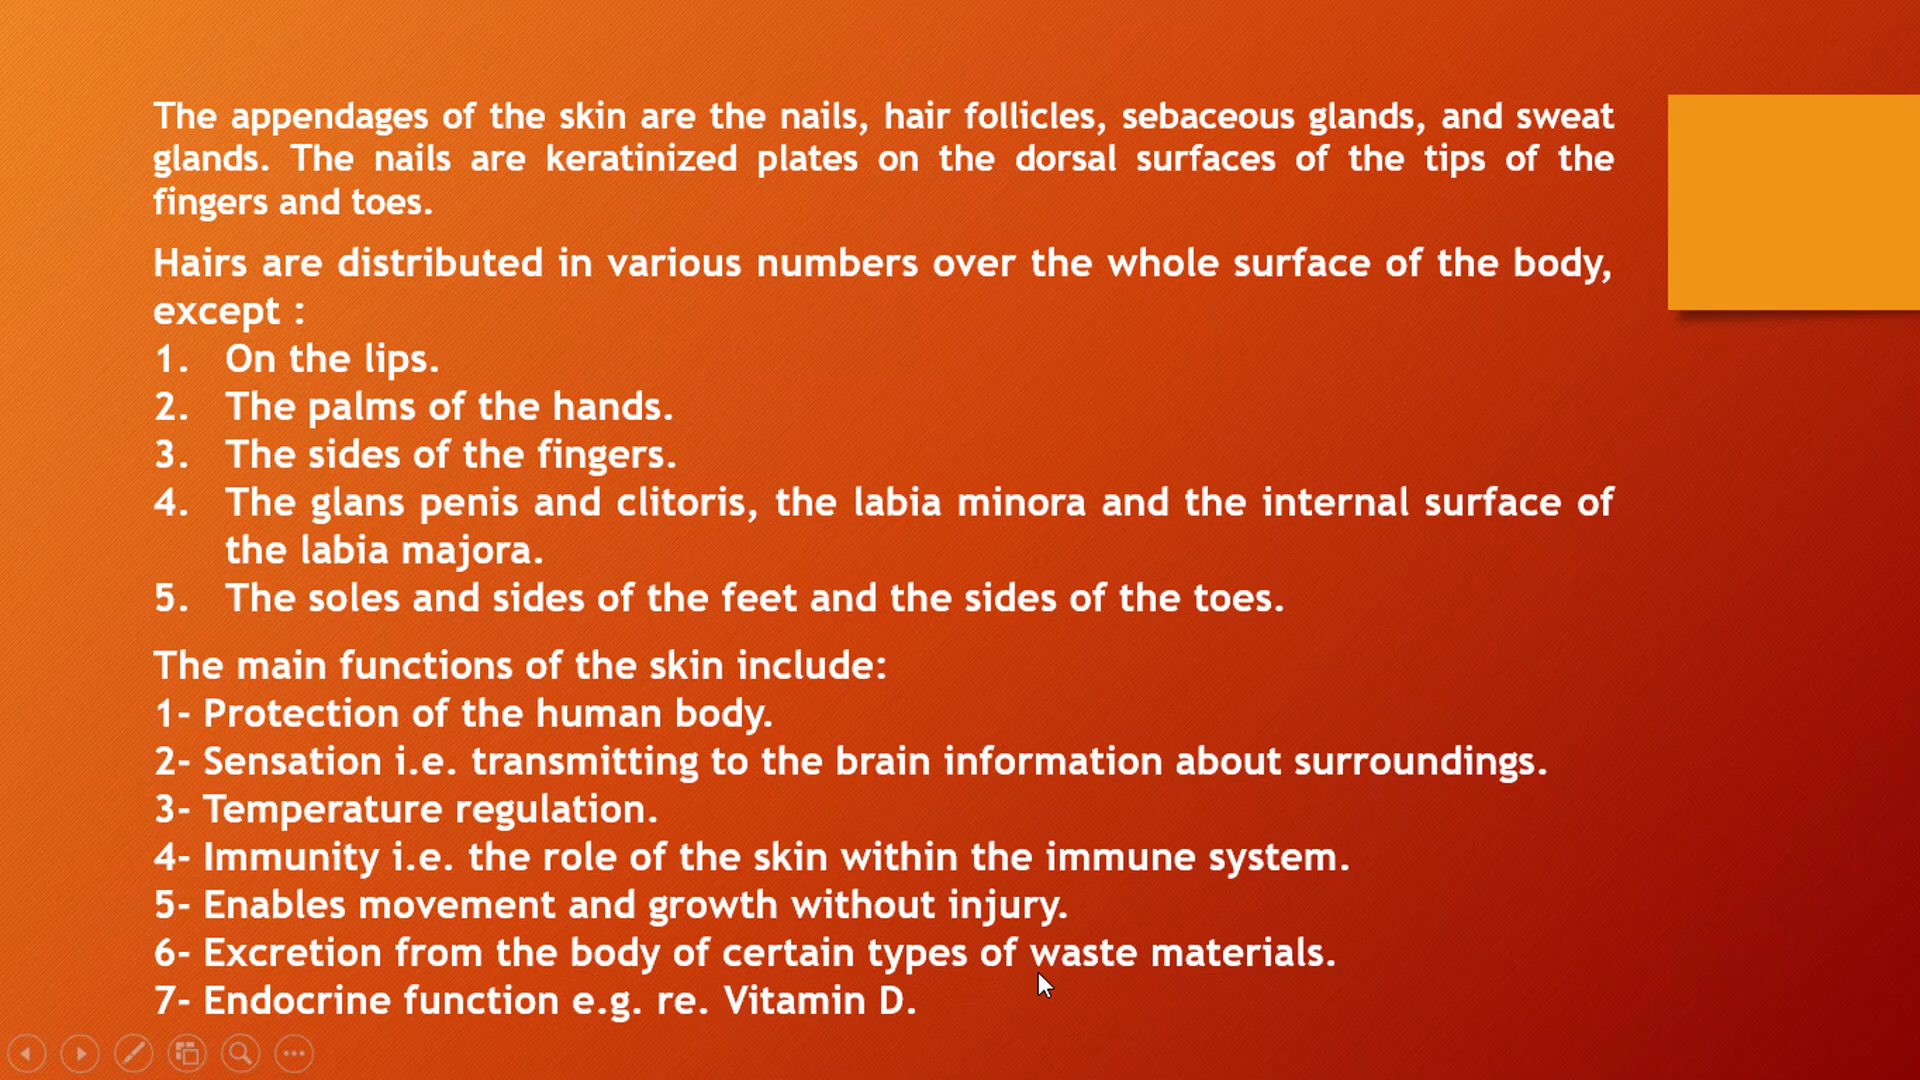 The appendages of the skin are the nails, hair follicles, sebaceous glands, and sweat
glands. The nails are keratinized plates on the dorsal surfaces of the tips of the
fingers and toes.
Hairs are distributed in various numbers over the whole surface of the body,
except :
1. On the lips.
2. The palms of the hands.
3. The sides of the fingers.
4. The glans penis and clitoris, the labia minora and the internal surface of
the labia majora.
5. The soles and sides of the feet and the sides of the toes.
The main functions of the skin include:
1- Protection of the human body.
2- Sensation i.e. transmitting to the brain information about surroundings.
3- Temperature regulation.
4- Immunity i.e. the role of the skin within the immune system.
5- Enables movement and growth without injury.
6- Excretion from the body of certain types of waste materials.
7- Endocrine function e.g. re. Vitamin D.